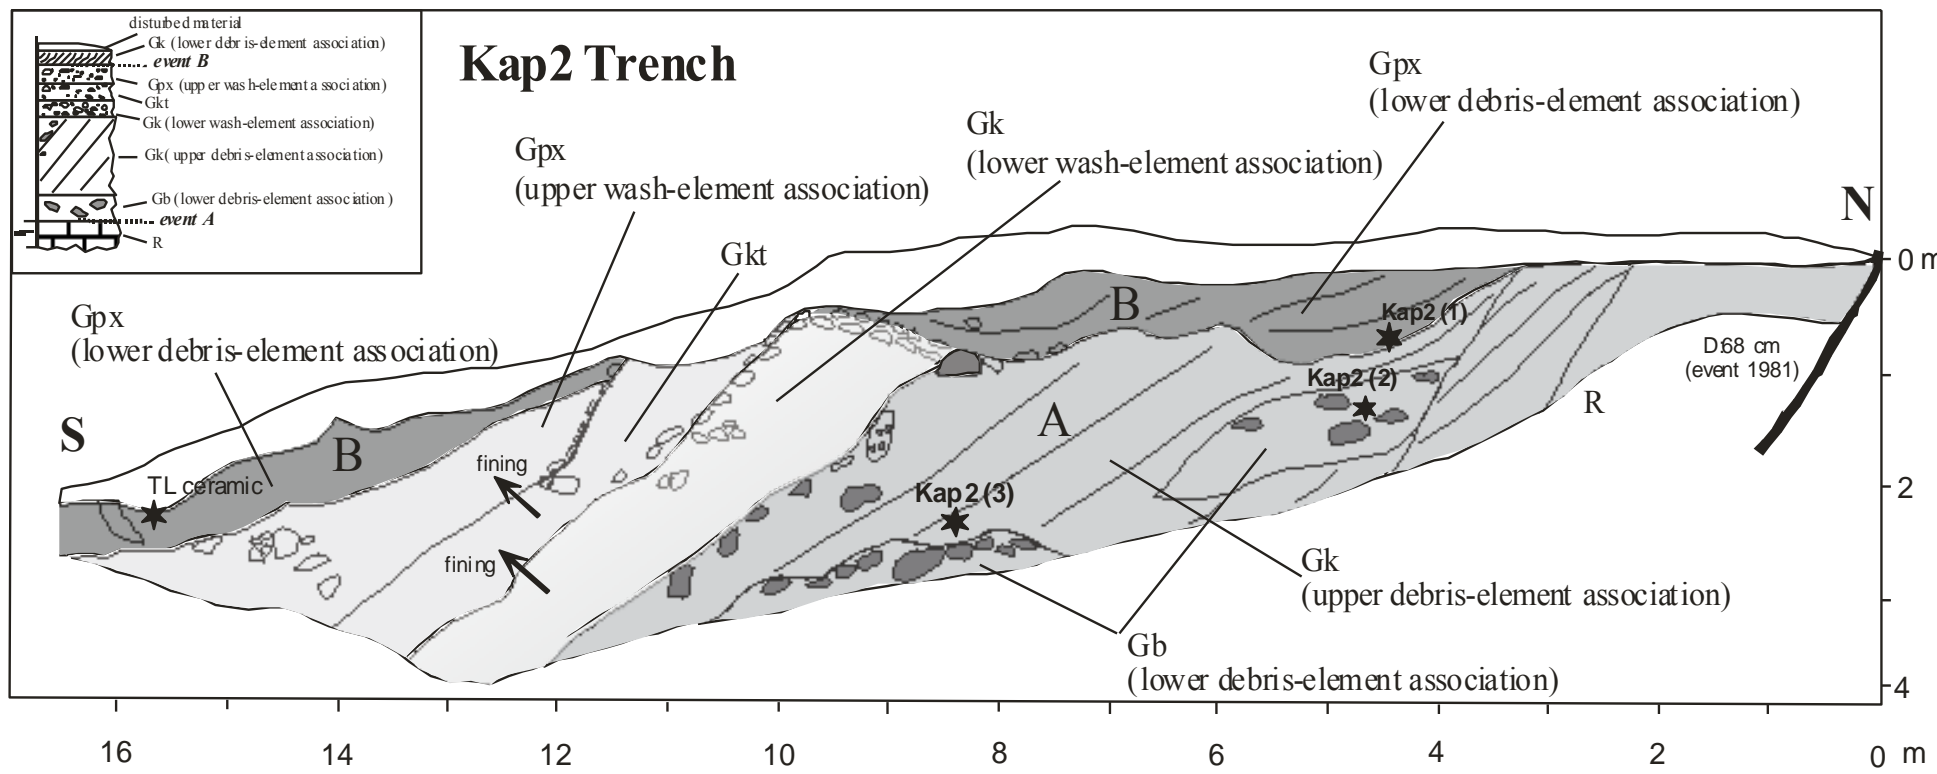 disturbed material
Gk (lower debris-element association)
event B
Gpx (upper wash-element association)
Gkt
Gk (lower wash-element association)
Gk (upper debris-element association)
Gb (lower debris-element association)
event A
R
Kap2 Trench
Gpx
(lower debris-element association)
Gk
(lower wash-element association)
Gpx
(upper wash-element association)
Gkt
N
0 m
Gpx
(lower debris-element association)
B
Kap2 (1)
D:68 cm
(event 1981)
Kap2 (2)
R
S
B
A
fining
TL ceramic
Kap2 (3)
2
fining
Gk
(upper debris-element association)
Gb
(lower debris-element association)
4
16 14 12 10 8 6 4 2 0 m